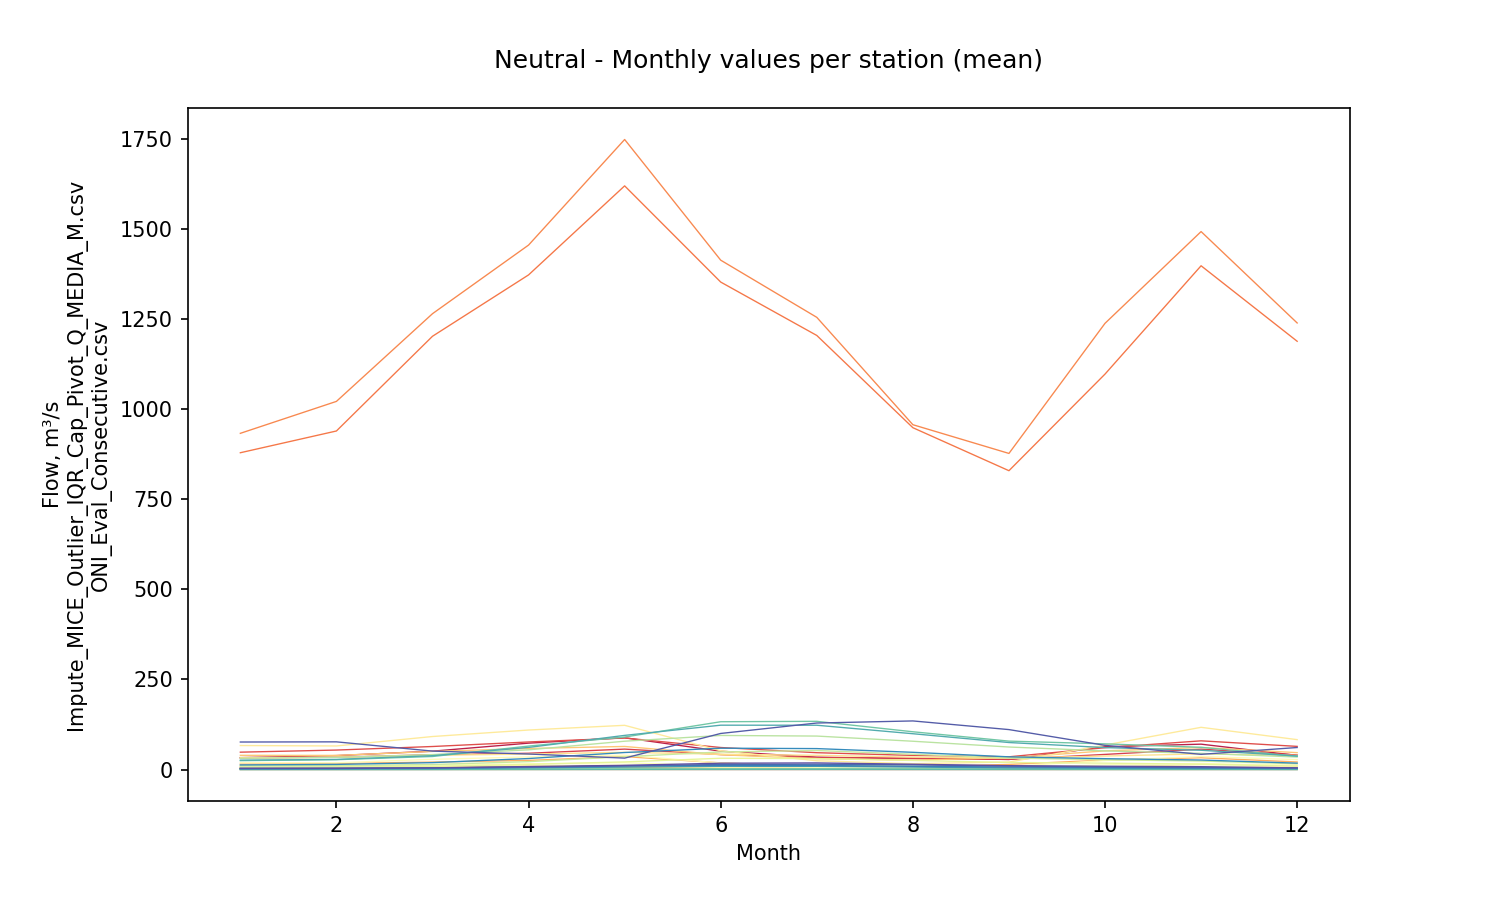 Neutral - Monthly values per station (mean)
Flow, m³/s
Impute_MICE_Outlier_IQR_Cap_Pivot_Q_MEDIA_M.csv
ONI_Eval_Consecutive.csv
1750
1500
1250
1000
750
500
250
0
2 4 6 8 10 12
Month